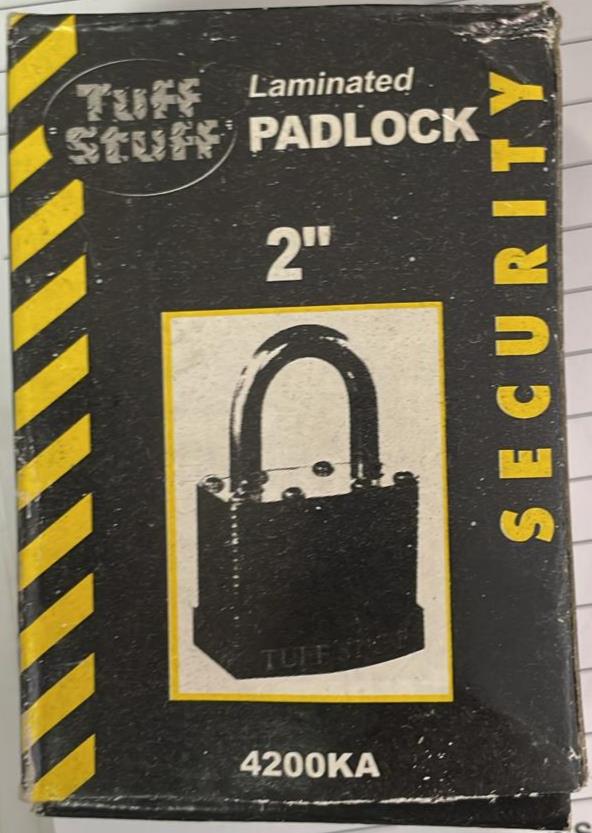 Tuff
Stuff
Laminated
PADLOCK
2"
SECURITY
TUFF STUFF
4200KA